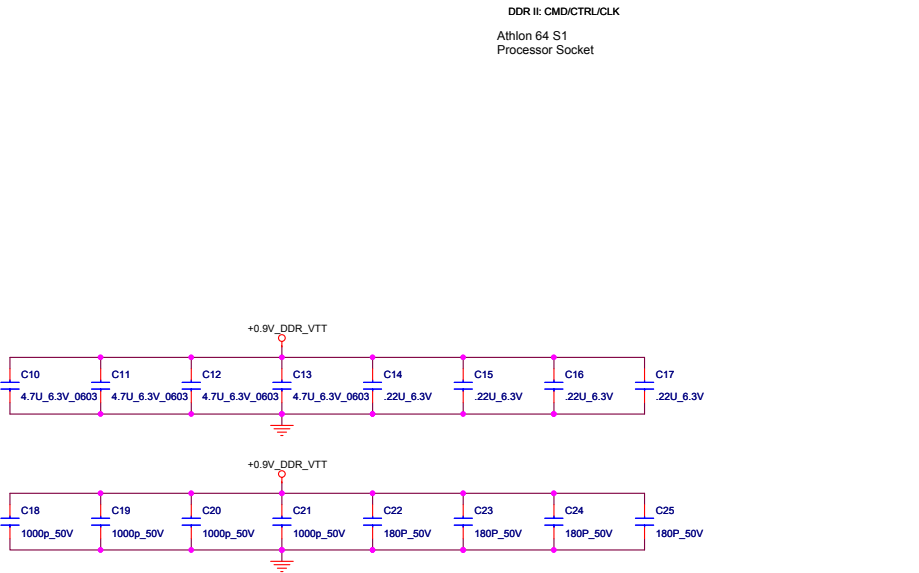 DDR II: CMD/CTRL/CLK
Athlon 64 S1
Processor Socket
+0.9V_DDR_VTT
C10 C11 C12 C13 C14 C15 C16 C17
4.7U_6.3V_0603 4.7U_6.3V_0603 4.7U_6.3V_0603 4.7U_6.3V_0603 .22U_6.3V .22U_6.3V .22U_6.3V .22U_6.3V
+0.9V_DDR_VTT
C18 C19 C20 C21 C22 C23 C24 C25
1000p_50V 1000p_50V 1000p_50V 1000p_50V 180P_50V 180P_50V 180P_50V 180P_50V